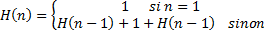 H(n) = { 1 si n = 1
H(n − 1) + 1 + H(n − 1) sinon